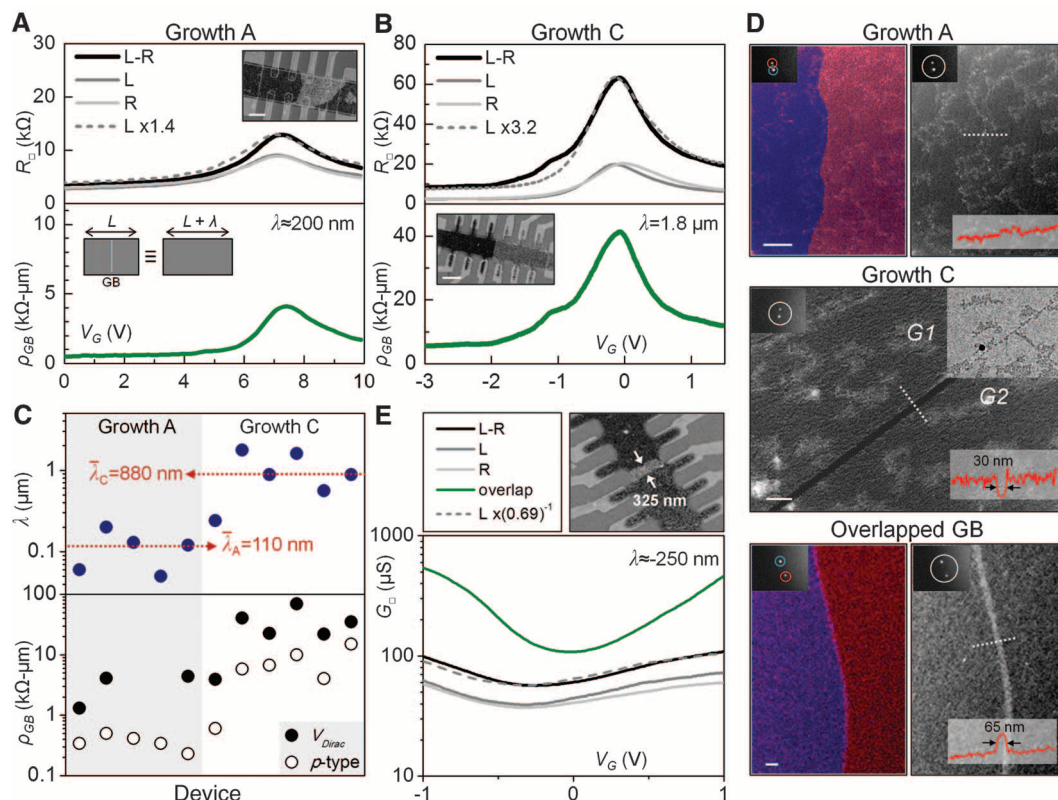 A
Growth A
30
20
10
0
R□ (kΩ)
L-R
L
R
L x1.4
λ≈200 nm
L
L + λ
≡
GB
10
5
0
ρGB (kΩ-μm)
VG (V)
0 2 4 6 8 10
B
Growth C
80
60
40
20
0
R□ (kΩ)
L-R
L
R
L x3.2
λ=1.8 μm
40
20
0
ρGB (kΩ-μm)
VG (V)
-3 -2 -1 0 1
C
Growth A Growth C
1
0.1
λ (μm)
λ̄C=880 nm
λ̄A=110 nm
100
10
1
0.1
ρGB (kΩ-μm)
VDirac
p-type
Device
D
Growth A
Growth C
G1
G2
30 nm
Overlapped GB
65 nm
E
L-R
L
R
overlap
L x(0.69)⁻¹
325 nm
λ≈-250 nm
1000
100
10
G□ (μS)
VG (V)
-1 0 1